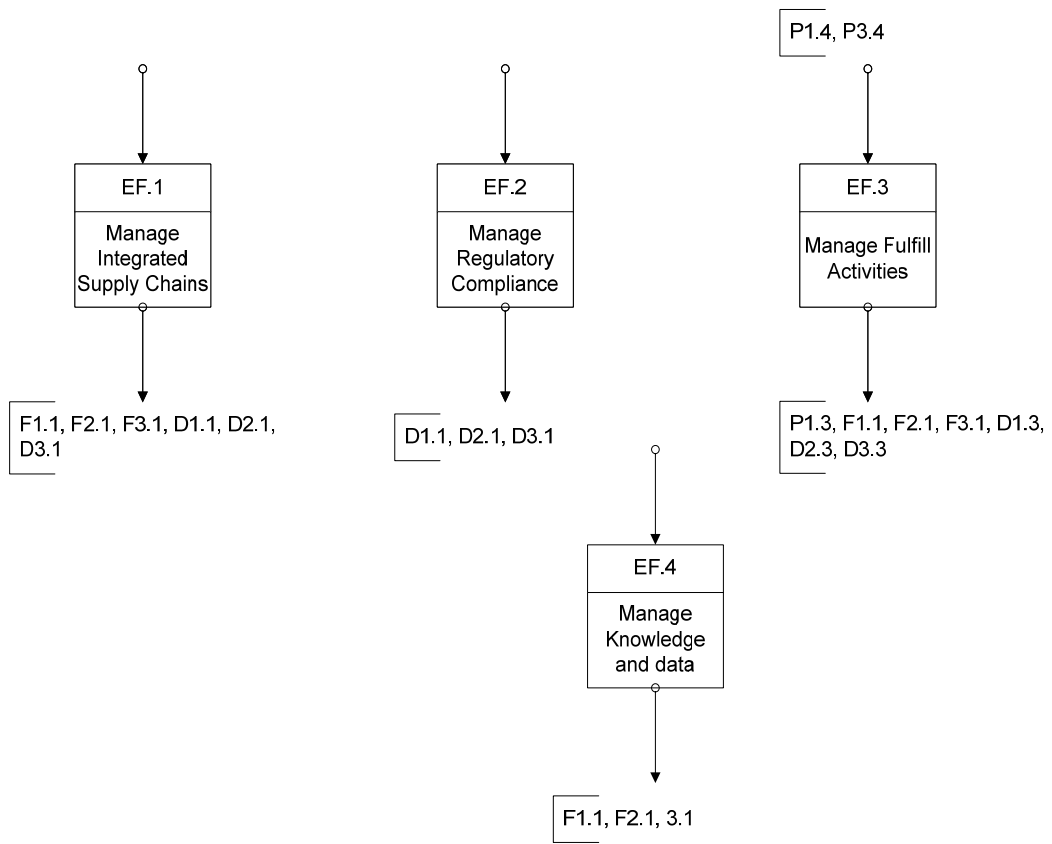 P1.4, P3.4
EF.1
Manage
Integrated
Supply Chains
EF.2
Manage
Regulatory
Compliance
EF.3
Manage Fulfill
Activities
F1.1, F2.1, F3.1, D1.1, D2.1,
D3.1
D1.1, D2.1, D3.1
P1.3, F1.1, F2.1, F3.1, D1.3,
D2.3, D3.3
EF.4
Manage
Knowledge
and data
F1.1, F2.1, 3.1